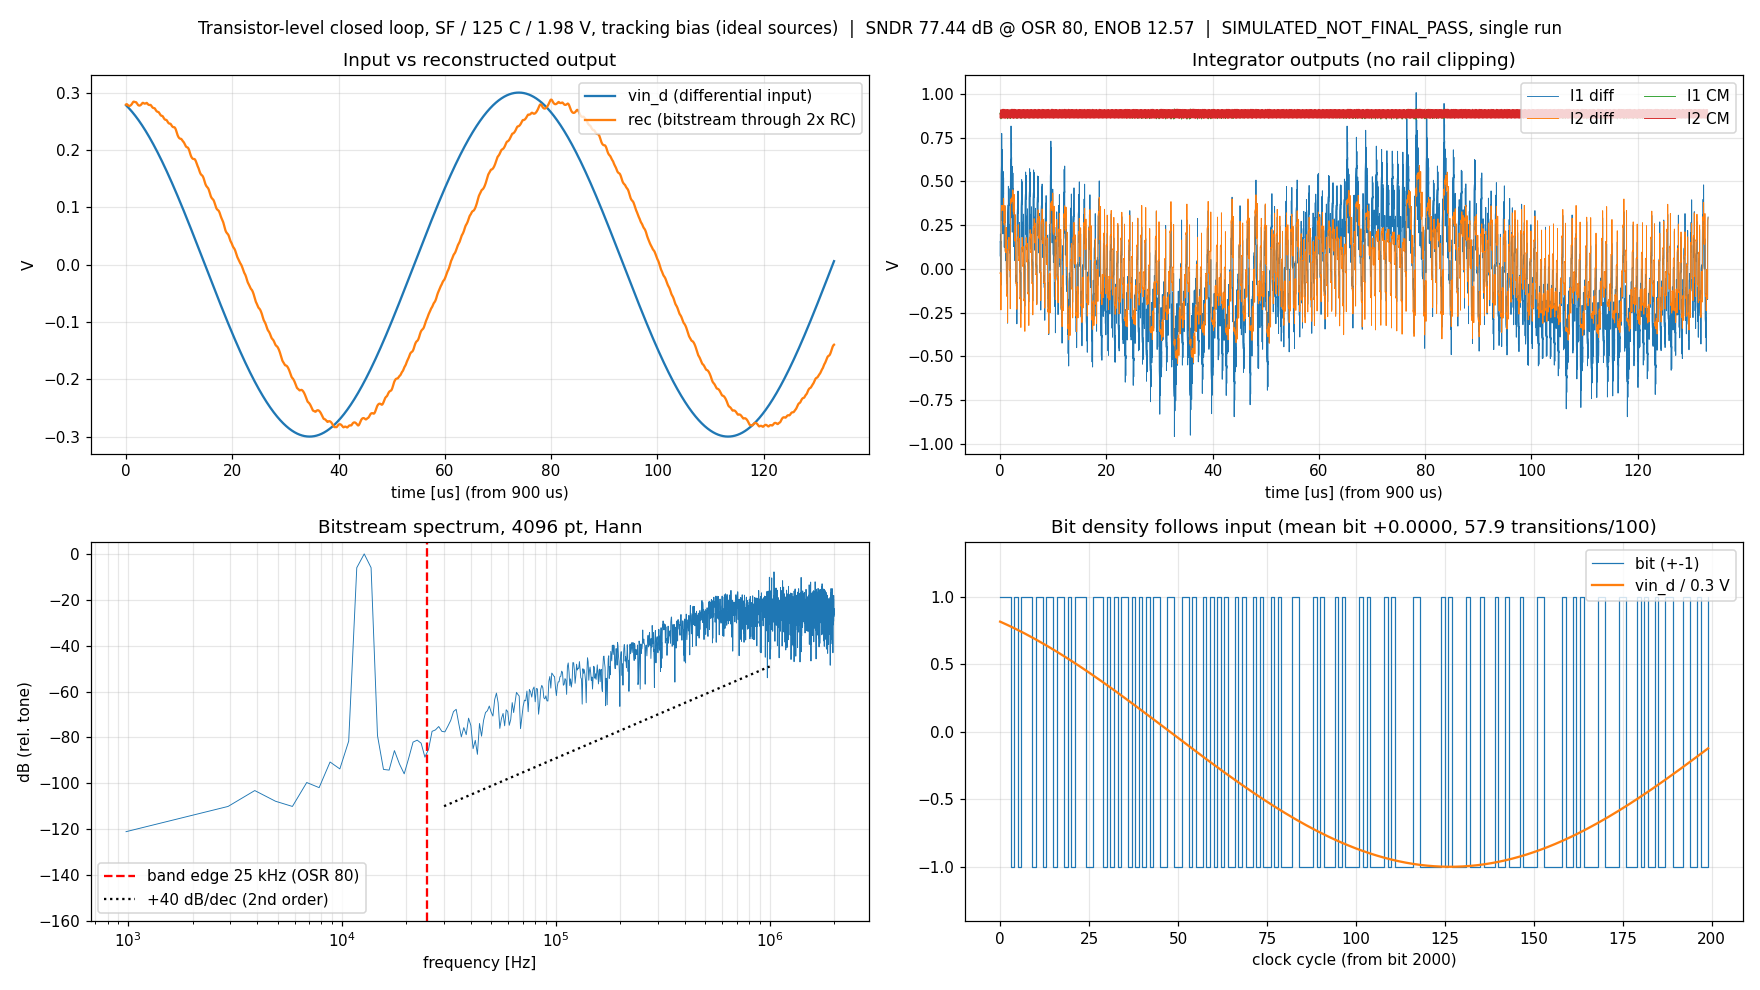 Transistor-level closed loop, SF / 125 C / 1.98 V, tracking bias (ideal sources) | SNDR 77.44 dB @ OSR 80, ENOB 12.57 | SIMULATED_NOT_FINAL_PASS, single run
Input vs reconstructed output
vin_d (differential input)
rec (bitstream through 2x RC)
0.3
0.2
0.1
0.0
−0.1
−0.2
−0.3
V
0 20 40 60 80 100 120
time [us] (from 900 us)
Integrator outputs (no rail clipping)
I1 diff I1 CM
I2 diff I2 CM
1.00
0.75
0.50
0.25
0.00
−0.25
−0.50
−0.75
−1.00
V
0 20 40 60 80 100 120
time [us] (from 900 us)
Bitstream spectrum, 4096 pt, Hann
0
−20
−40
−60
−80
−100
−120
−140
−160
dB (rel. tone)
band edge 25 kHz (OSR 80)
+40 dB/dec (2nd order)
10³ 10⁴ 10⁵ 10⁶
frequency [Hz]
Bit density follows input (mean bit +0.0000, 57.9 transitions/100)
bit (+-1)
vin_d / 0.3 V
1.0
0.5
0.0
−0.5
−1.0
0 25 50 75 100 125 150 175 200
clock cycle (from bit 2000)